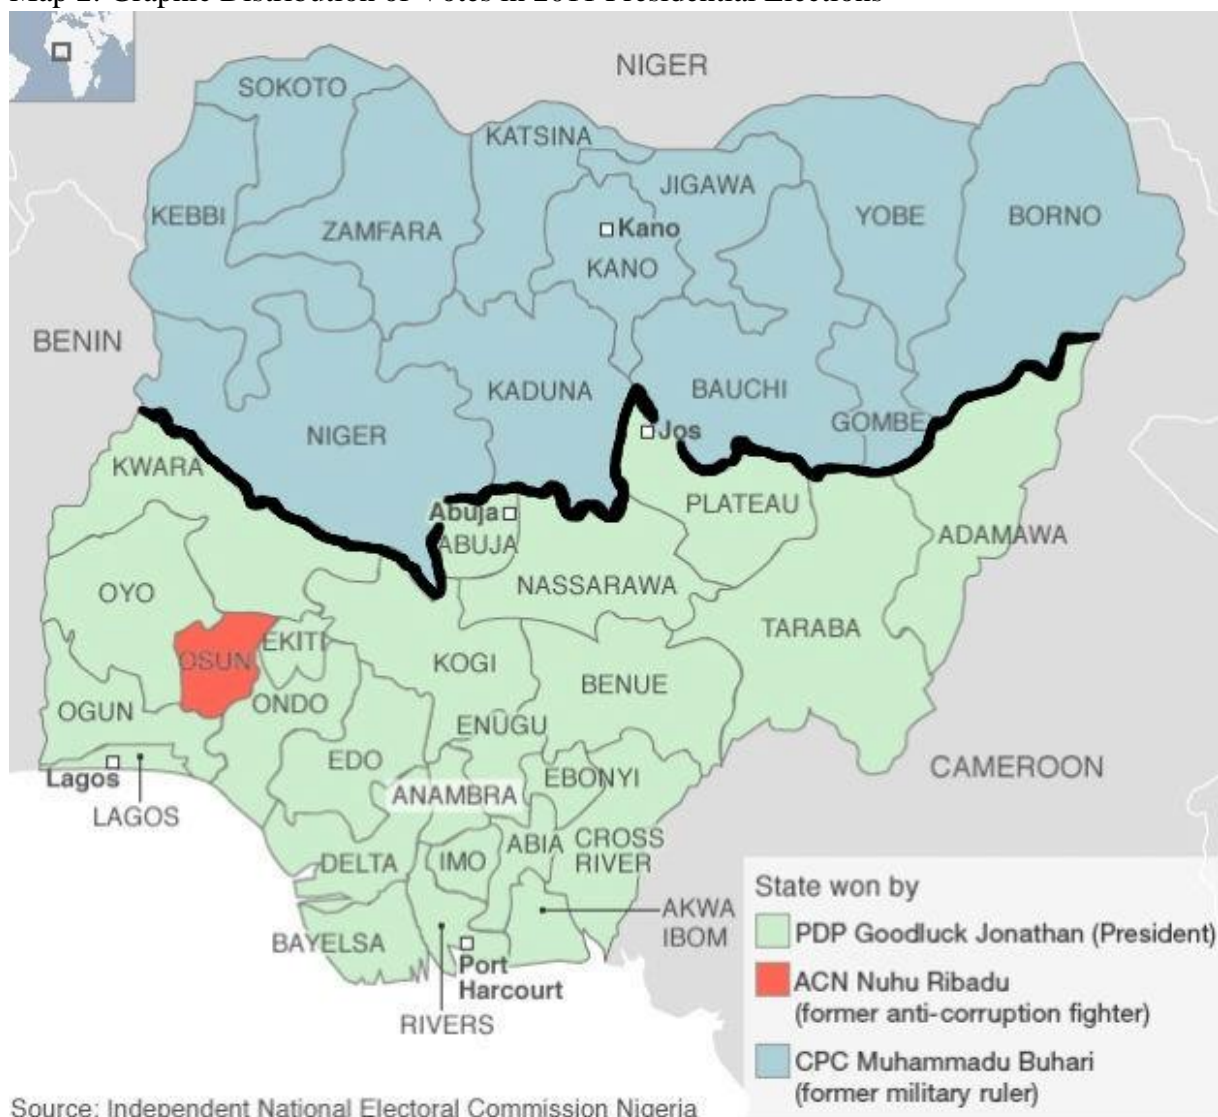 Map 2: Graphic Distribution of Votes in 2011 Presidential Elections
NIGER
SOKOTO
KATSINA
JIGAWA
KEBBI
ZAMFARA
Kano
KANO
YOBE
BORNO
BENIN
KADUNA
BAUCHI
GOMBE
NIGER
Jos
KWARA
PLATEAU
Abuja
ABUJA
ADAMAWA
OYO
NASSARAWA
TARABA
OSUN
EKITI
KOGI
BENUE
OGUN
ONDO
ENUGU
EDO
EBONYI
CAMEROON
Lagos
LAGOS
ANAMBRA
ABIA
CROSS
RIVER
DELTA
IMO
AKWA
IBOM
BAYELSA
Port
Harcourt
RIVERS
State won by
PDP Goodluck Jonathan (President)
ACN Nuhu Ribadu
(former anti-corruption fighter)
CPC Muhammadu Buhari
(former military ruler)
Source: Independent National Electoral Commission Nigeria